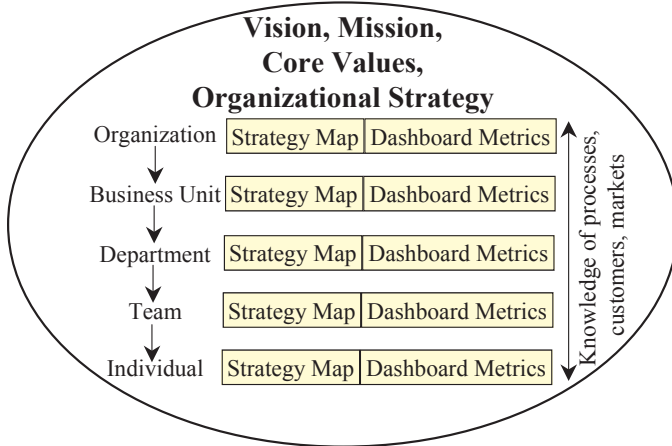 Vision, Mission,
Core Values,
Organizational Strategy
Organization Strategy Map Dashboard Metrics
Business Unit Strategy Map Dashboard Metrics
Department Strategy Map Dashboard Metrics
Team Strategy Map Dashboard Metrics
Individual Strategy Map Dashboard Metrics
Knowledge of processes,
customers, markets